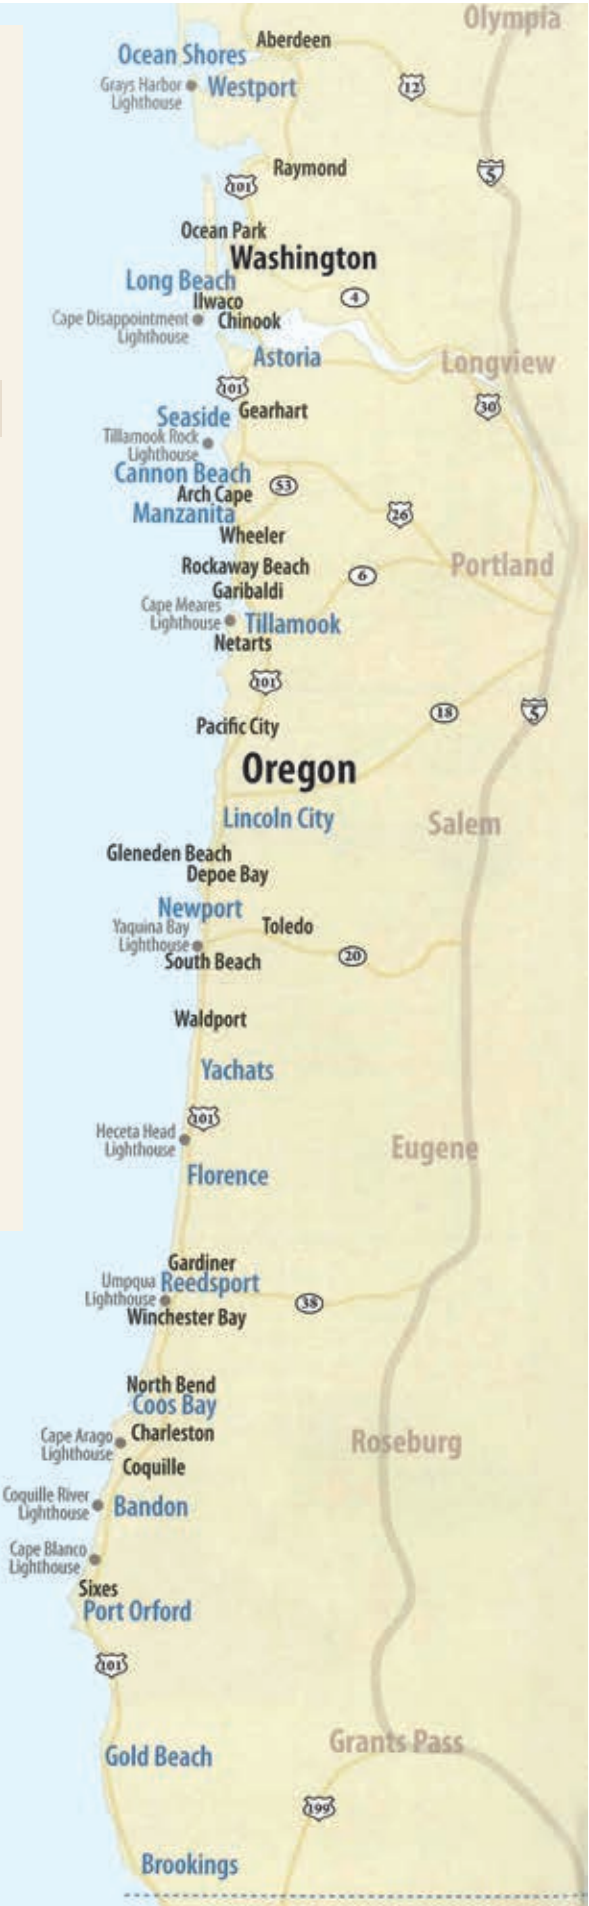 Olympia
Aberdeen
Ocean Shores
Grays Harbor
Lighthouse
Westport
12
Raymond
5
101
Ocean Park
Washington
Long Beach
Ilwaco
4
Cape Disappointment
Lighthouse
Chinook
Astoria
Longview
101
Gearhart
30
Seaside
Tillamook Rock
Lighthouse
Cannon Beach
53
Arch Cape
Manzanita
26
Wheeler
Rockaway Beach
Portland
6
Garibaldi
Cape Meares
Lighthouse
Tillamook
Netarts
101
18
5
Pacific City
Oregon
Lincoln City
Salem
Gleneden Beach
Depoe Bay
Newport
Yaquina Bay
Lighthouse
Toledo
20
South Beach
Waldport
Yachats
101
Heceta Head
Lighthouse
Eugene
Florence
Gardiner
Umpqua
Lighthouse
Reedsport
38
Winchester Bay
North Bend
Coos Bay
Cape Arago
Lighthouse
Charleston
Roseburg
Coquille
Coquille River
Lighthouse
Bandon
Cape Blanco
Lighthouse
Sixes
Port Orford
101
Grants Pass
Gold Beach
199
Brookings